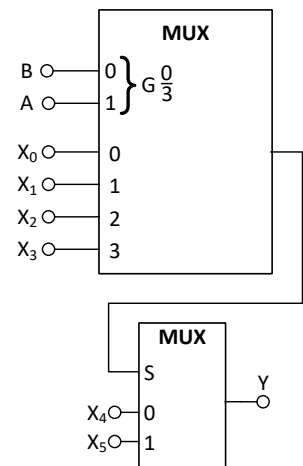 MUX
B 0 } G 0/3
A 1
X₀ 0
X₁ 1
X₂ 2
X₃ 3
MUX
S
Y
X₄ 0
X₅ 1